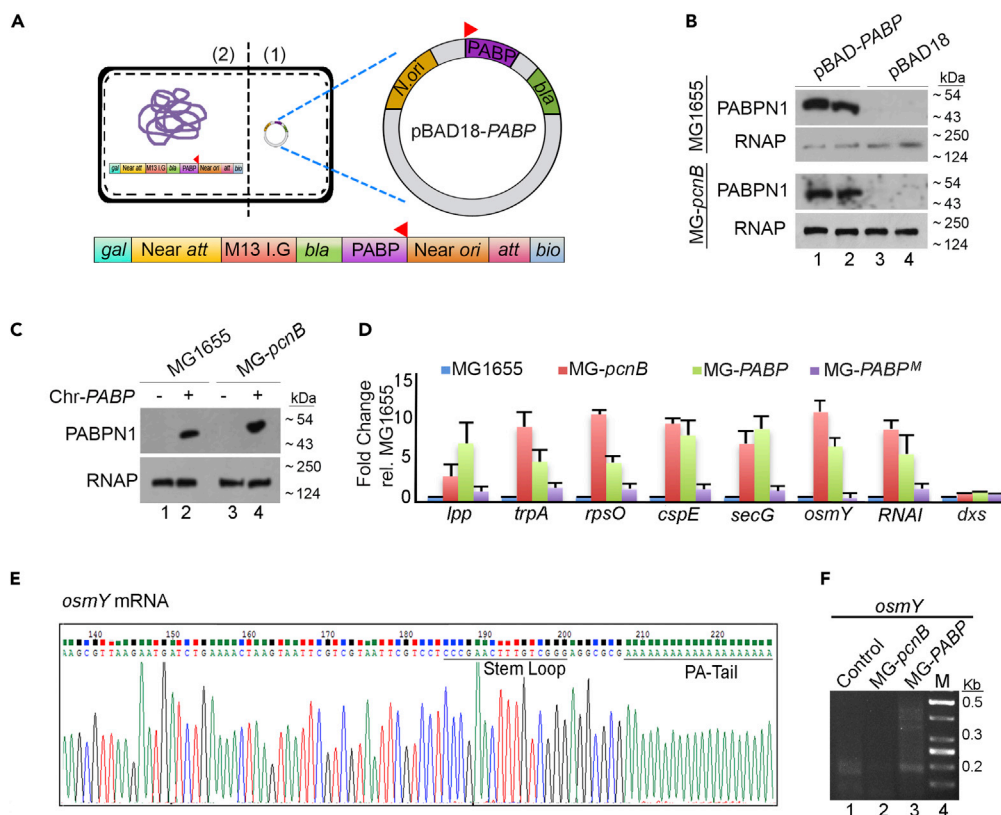 A
(2) (1)
gal Near att M13 I.G bla PABP Near ori att bio
N.ori PABP bla
pBAD18-PABP
gal Near att M13 I.G bla PABP Near ori att bio
B
pBAD-PABP pBAD18
kDa
MG1655
PABPN1 ~ 54
~ 43
RNAP ~ 250
~ 124
MG-pcnB
PABPN1 ~ 54
~ 43
RNAP ~ 250
~ 124
1 2 3 4
C
MG1655 MG-pcnB
Chr-PABP - + - + kDa
PABPN1 ~ 54
~ 43
RNAP ~ 250
~ 124
1 2 3 4
D
MG1655 MG-pcnB MG-PABP MG-PABPᴹ
Fold Change
rel. MG1655
15
10
5
0
lpp trpA rpsO cspE secG osmY RNAI dxs
E
osmY mRNA
140 150 160 170 180 190 200 210 220
AAGCGTTAAGAATGATCTGAAAACTAAGTAATTCGTCGTAATTCGTCCTCCCGAACTTTGTCGGGAGGCGCGAAAAAAAAAAAAAAAAAAA
Stem Loop PA-Tail
F
osmY
Control MG-pcnB MG-PABP M
Kb
0.5
0.3
0.2
1 2 3 4